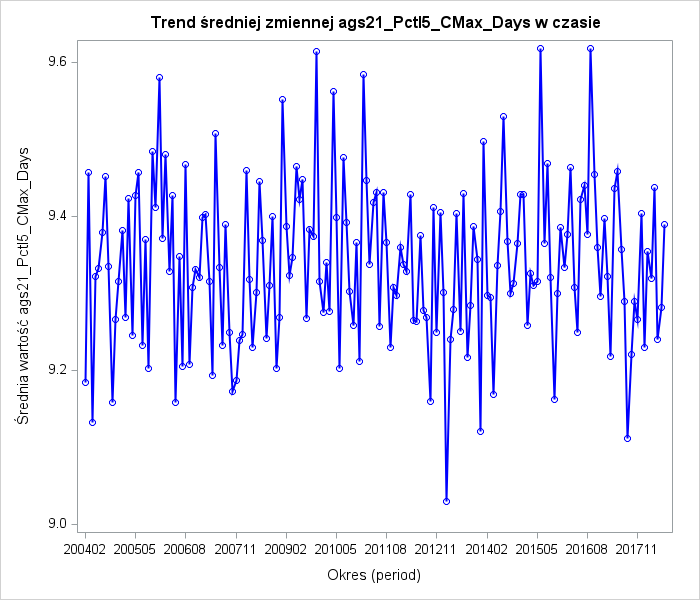 Trend średniej zmiennej ags21_Pctl5_CMax_Days w czasie
Średnia wartość ags21_Pctl5_CMax_Days
9.6
9.4
9.2
9.0
200402 200505 200608 200711 200902 201005 201108 201211 201402 201505 201608 201711
Okres (period)